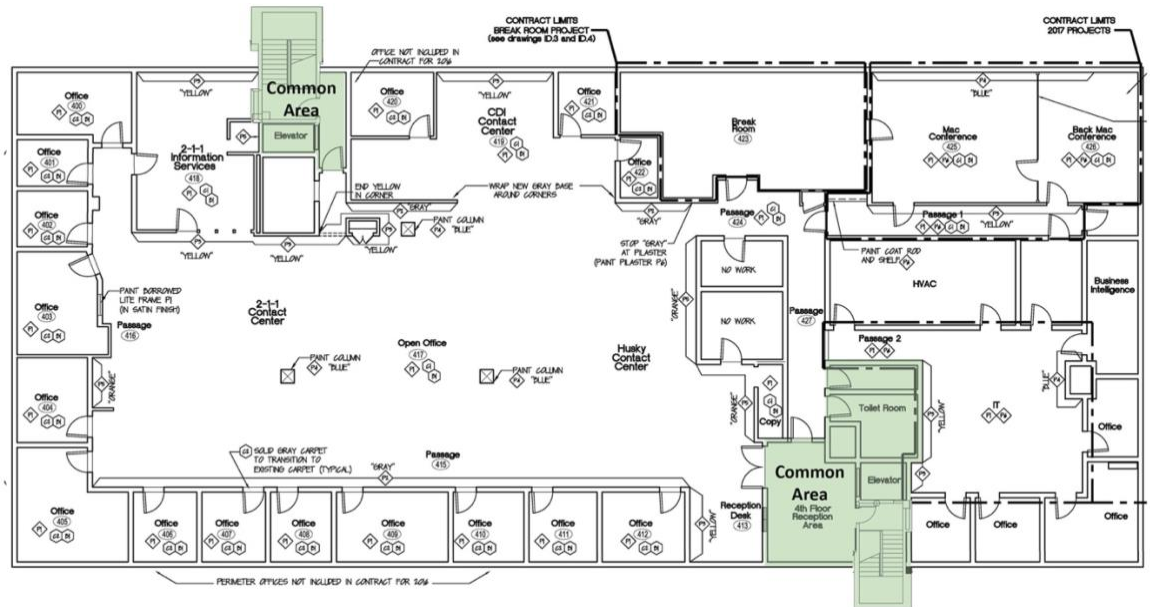 CONTRACT LIMITS
BREAK ROOM PROJECT
(see drawings ID.3 and ID.4)
CONTRACT LIMITS
2017 PROJECTS
OFFICE NOT INCLUDED IN
CONTRACT FOR 2016
Office
400
"YELLOW"
Common
Area
Elevator
Office
420
"YELLOW"
CDI
Contact
Center
419
Office
421
Break
Room
423
"BLUE"
Mac
Conference
425
Back Mac
Conference
426
Office
401
2-1-1
Information
Services
418
Office
422
END YELLOW
IN CORNER
WRAP NEW GRAY BASE
AROUND CORNERS
Office
402
"GRAY"
PAINT COLUMN
"BLUE"
"GRAY"
Passage
424
Passage 1
"YELLOW"
"YELLOW"
"YELLOW"
"YELLOW"
STOP "GRAY"
AT PILASTER
(PAINT PILASTER P6)
PAINT COAT ROD
AND SHELF
NO WORK
HVAC
Business
Intelligence
PAINT BORROWED
LITE FRAME P1
(IN SATIN FINISH)
Office
403
Passage
416
2-1-1
Contact
Center
"ORANGE"
NO WORK
Passage
427
Open Office
417
Husky
Contact
Center
Passage 2
PAINT COLUMN
"BLUE"
PAINT COLUMN
"BLUE"
"ORANGE"
Office
404
"ORANGE"
Copy
Toilet Room
"YELLOW"
IT
"BLUE"
Office
SOLID GRAY CARPET
TO TRANSITION TO
EXISTING CARPET (TYPICAL)
"GRAY"
Passage
415
Common
Area
4th Floor
Reception
Area
Elevator
Office
405
Office
406
Office
407
Office
408
Office
409
Office
410
Office
411
Office
412
"YELLOW"
Reception
Desk
413
Office
Office
Office
PERIMETER OFFICES NOT INCLUDED IN CONTRACT FOR 2016